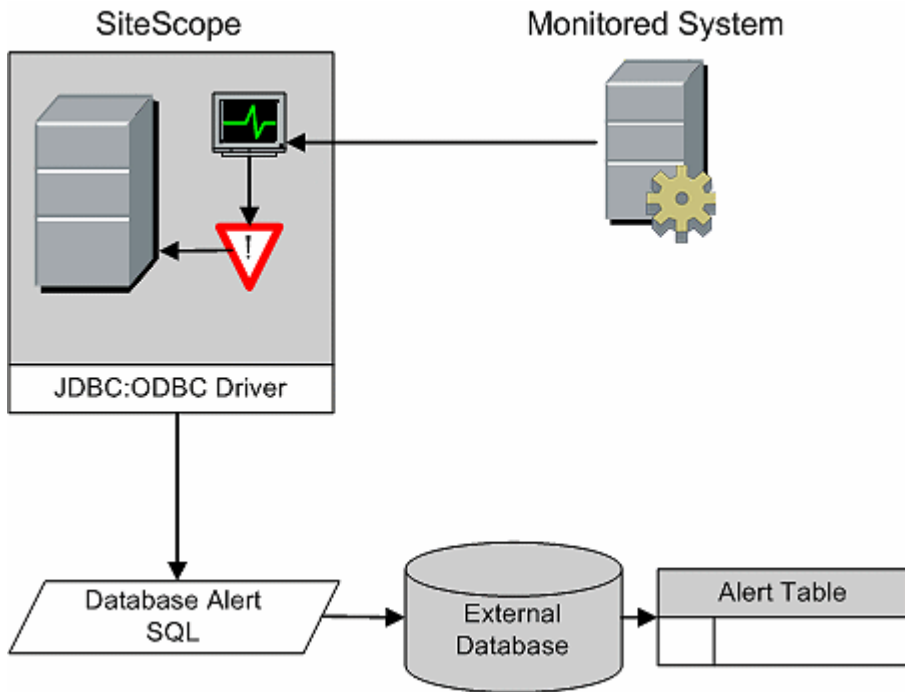 SiteScope
Monitored System
!
JDBC:ODBC Driver
Database Alert
SQL
External
Database
Alert Table